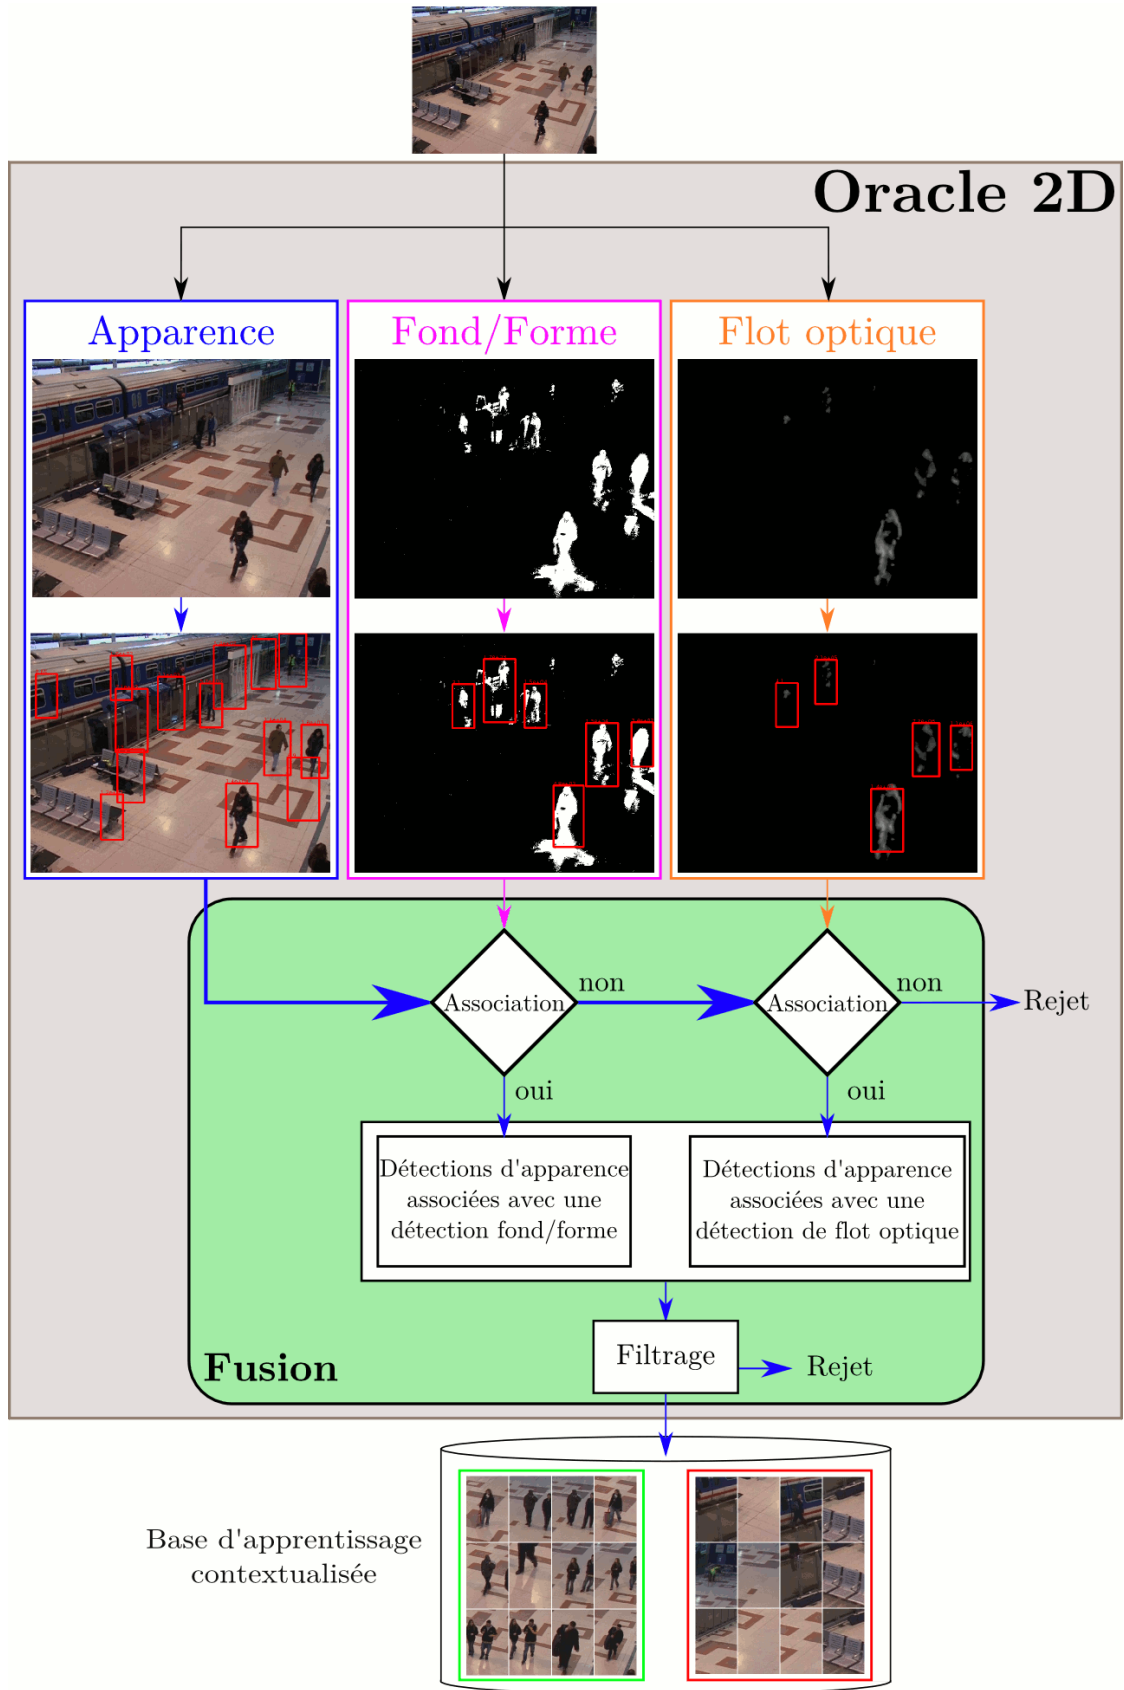 Oracle 2D
Apparence
Fond/Forme
Flot optique
Association
non
Association
non
Rejet
oui
oui
Détections d'apparence
associées avec une
détection fond/forme
Détections d'apparence
associées avec une
détection de flot optique
Filtrage
Rejet
Fusion
Base d'apprentissage
contextualisée